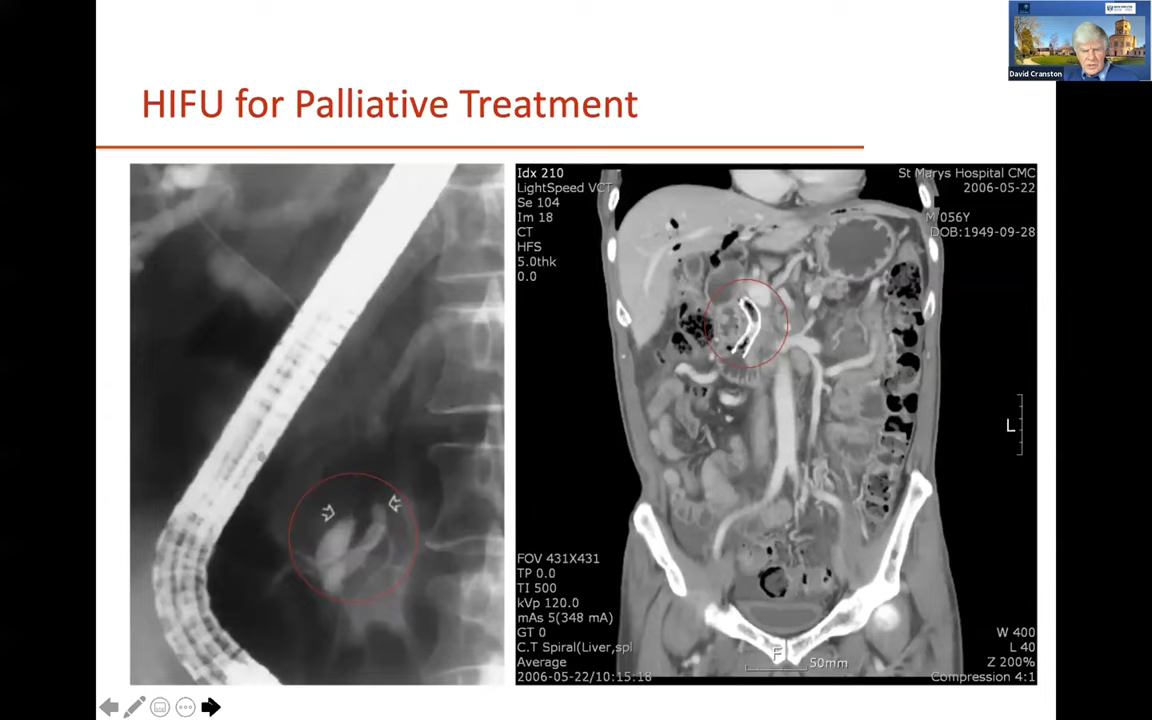 David Cranston
HIFU for Palliative Treatment
Idx 210
LightSpeed VCT
Se 104
Im 18
CT
HFS
5.0thk
0.0
St Marys Hospital CMC
2006-05-22
M 056Y
DOB:1949-09-28
L
FOV 431X431
TP 0.0
TI 500
kVp 120.0
mAs 5(348 mA)
GT 0
C.T Spiral(Liver,spl
Average
2006-05-22/10:15:18
F
50mm
W 400
L 40
Z 200%
Compression 4:1